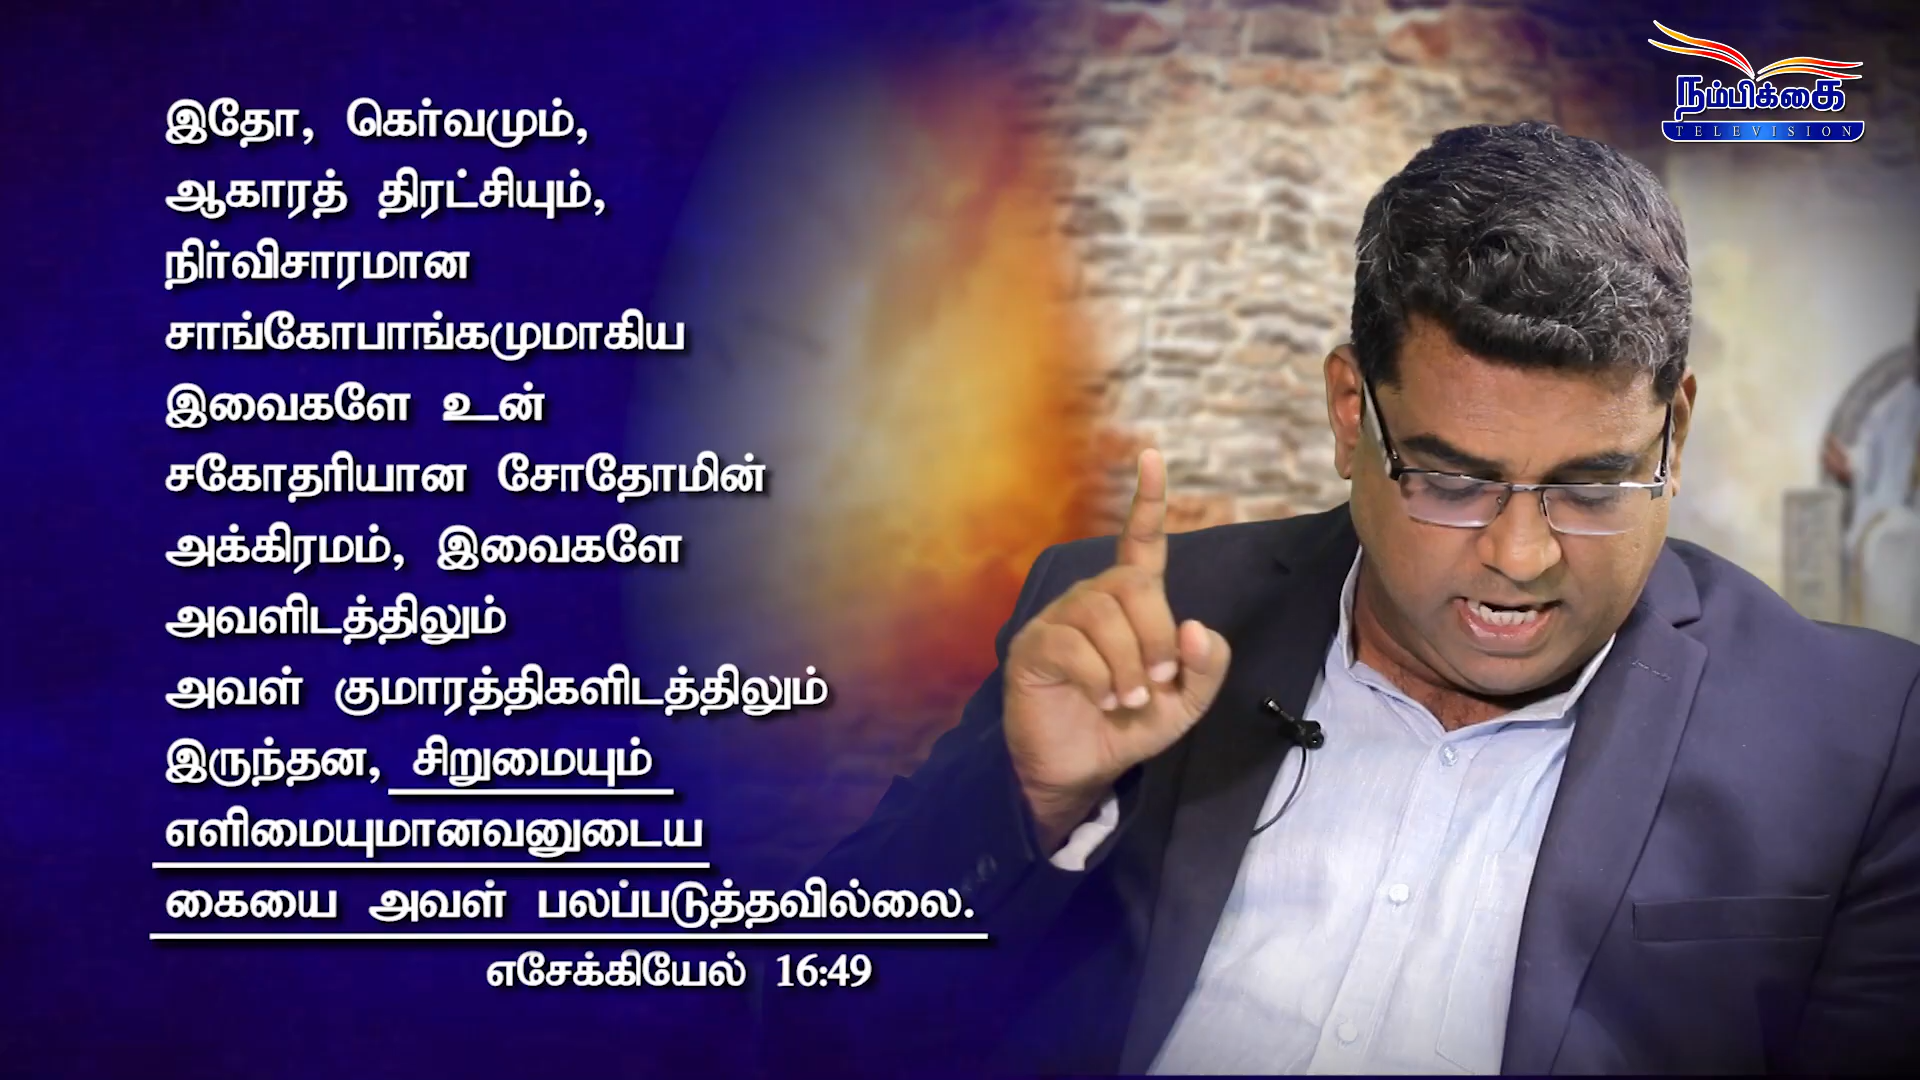 நம்பிக்கை
TELEVISION
இதோ, கெர்வமும்,
ஆகாரத் திரட்சியும்,
நிர்விசாரமான
சாங்கோபாங்கமுமாகிய
இவைகளே உன்
சகோதரியான சோதோமின்
அக்கிரமம், இவைகளே
அவளிடத்திலும்
அவள் குமாரத்திகளிடத்திலும்
இருந்தன, சிறுமையும்
எளிமையுமானவனுடைய
கையை அவள் பலப்படுத்தவில்லை.
எசேக்கியேல் 16:49